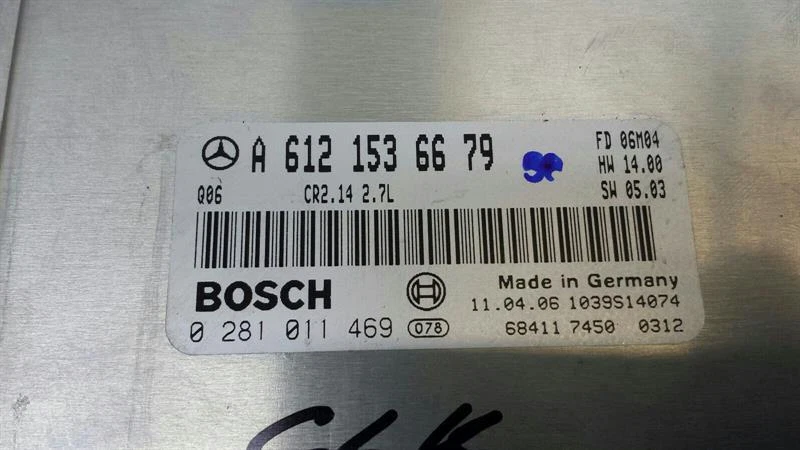 A 612 153 66 79
FD 06M04
HW 14.00
Q06 CR2.14 2.7L SW 05.03
BOSCH Made in Germany
11.04.06 1039S14074
0 281 011 469 078 68411 7450 0312